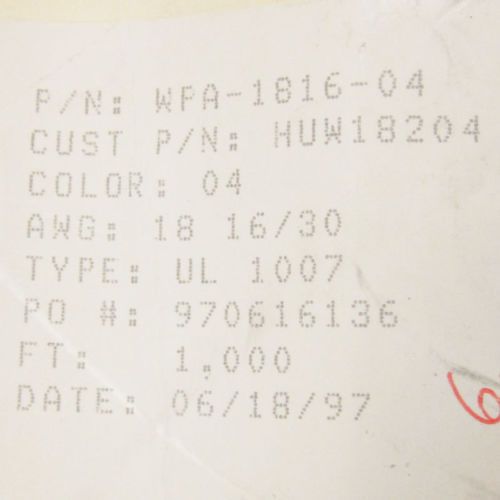 P/N: WPA-1816-04
CUST P/N: HUW18204
COLOR: 04
AWG: 18 16/30
TYPE: UL 1007
PO #: 970616136
FT: 1,000
DATE: 06/18/97
6